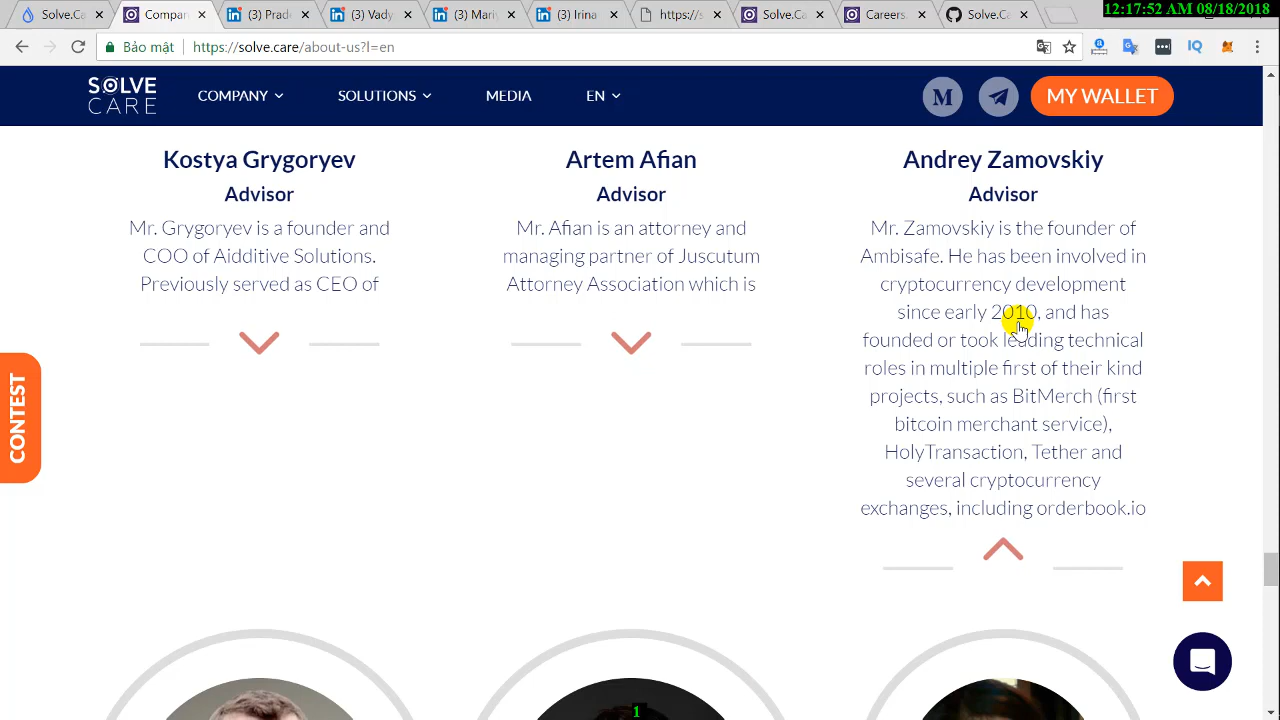 12:17:52 AM 08/18/2018
Solve.Ca
Compan
(3) Prad
(3) Vady
(3) Mari
(3) Irina
https://s
Solve.Ca
Careers
Solve.Ca
Bảo mật
https://solve.care/about-us?l=en
IQ
SOLVE
CARE
COMPANY
SOLUTIONS
MEDIA
EN
M
MY WALLET
Kostya Grygoryev
Advisor
Mr. Grygoryev is a founder and
COO of Aidditive Solutions.
Previously served as CEO of
Artem Afian
Advisor
Mr. Afian is an attorney and
managing partner of Juscutum
Attorney Association which is
Andrey Zamovskiy
Advisor
Mr. Zamovskiy is the founder of
Ambisafe. He has been involved in
cryptocurrency development
since early 2010, and has
founded or took leading technical
roles in multiple first of their kind
projects, such as BitMerch (first
bitcoin merchant service),
HolyTransaction, Tether and
several cryptocurrency
exchanges, including orderbook.io
CONTEST
1